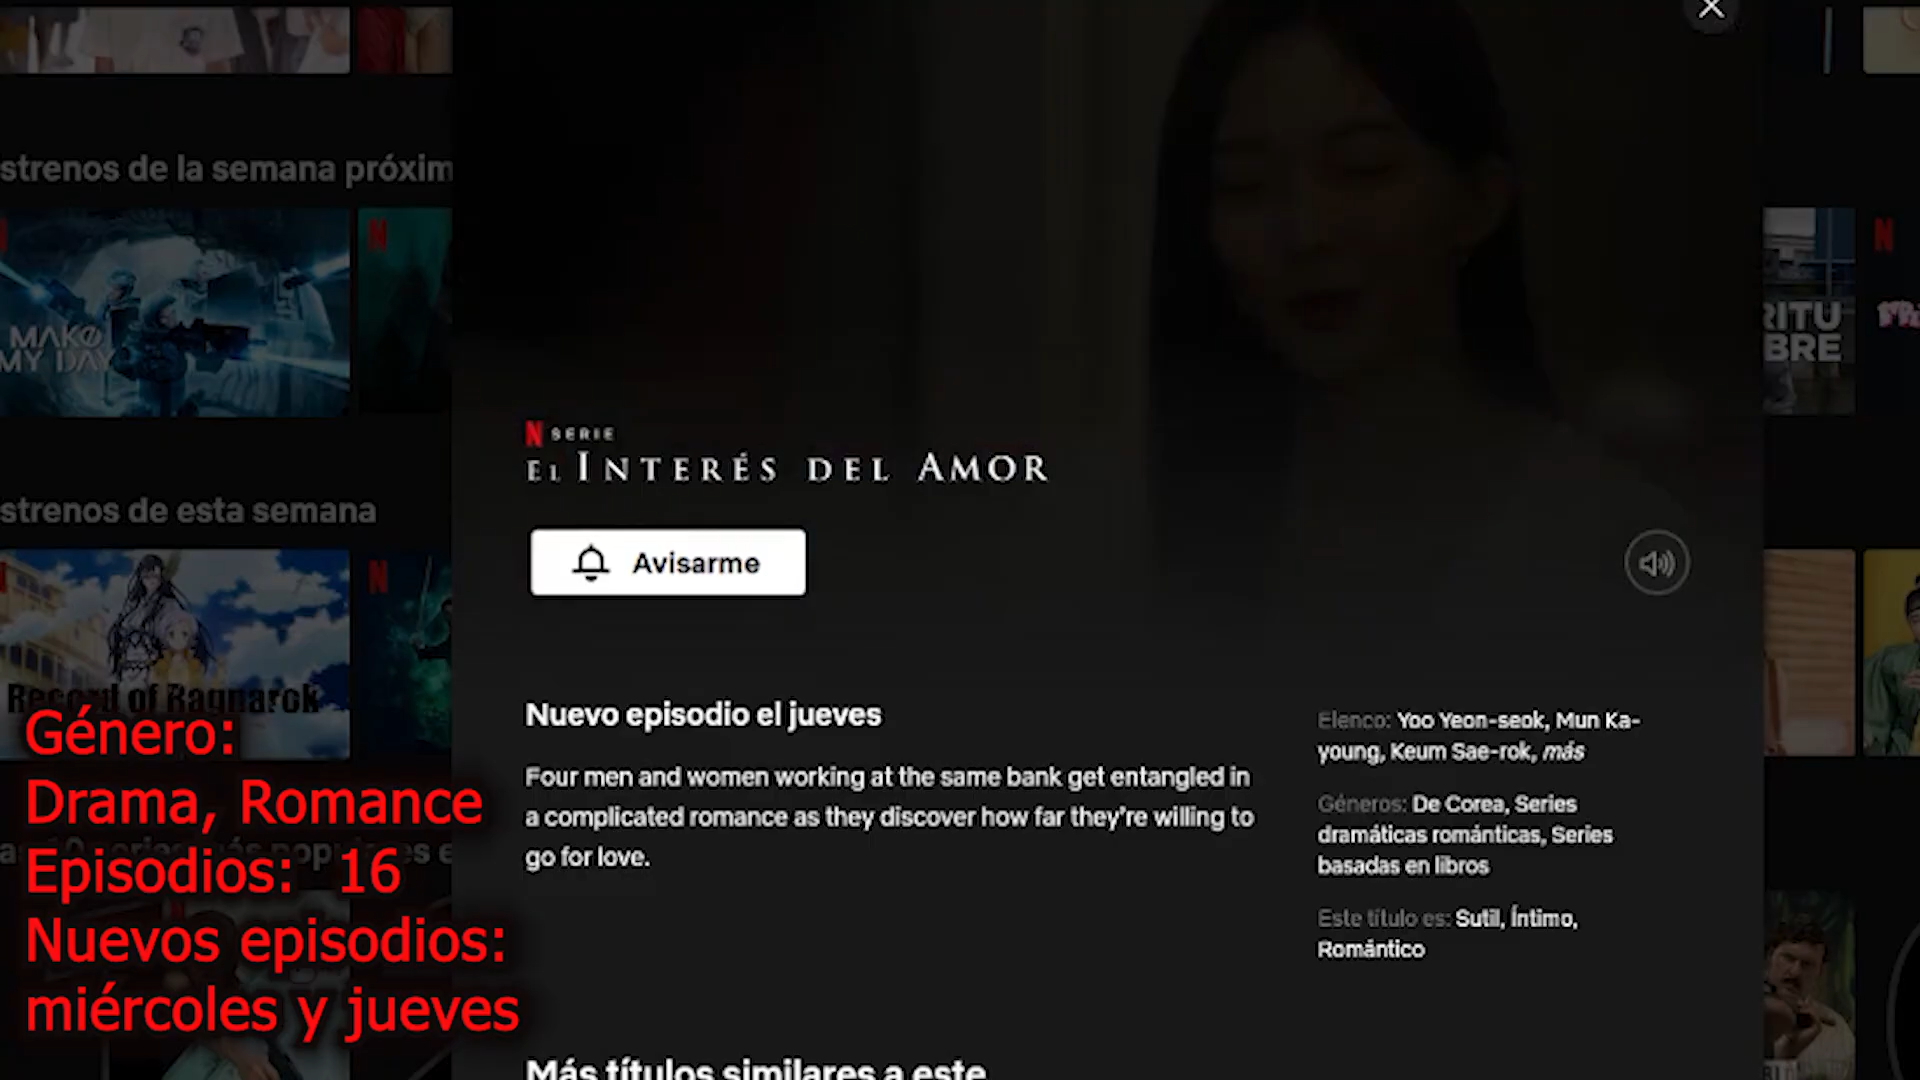 strenos de la semana próxim
MAKE
MY DAY
RITU
BRE
N SERIE
EL INTERÉS DEL AMOR
strenos de esta semana
Avisarme
Record of Ragnarok
Nuevo episodio el jueves
Four men and women working at the same bank get entangled in
a complicated romance as they discover how far they're willing to
go for love.
Elenco: Yoo Yeon-seok, Mun Ka-
young, Keum Sae-rok, más
Géneros: De Corea, Series
dramáticas románticas, Series
basadas en libros
Este título es: Sutil, Íntimo,
Romántico
Género:
Drama, Romance
Episodios: 16
Nuevos episodios:
miércoles y jueves
Más títulos similares a este